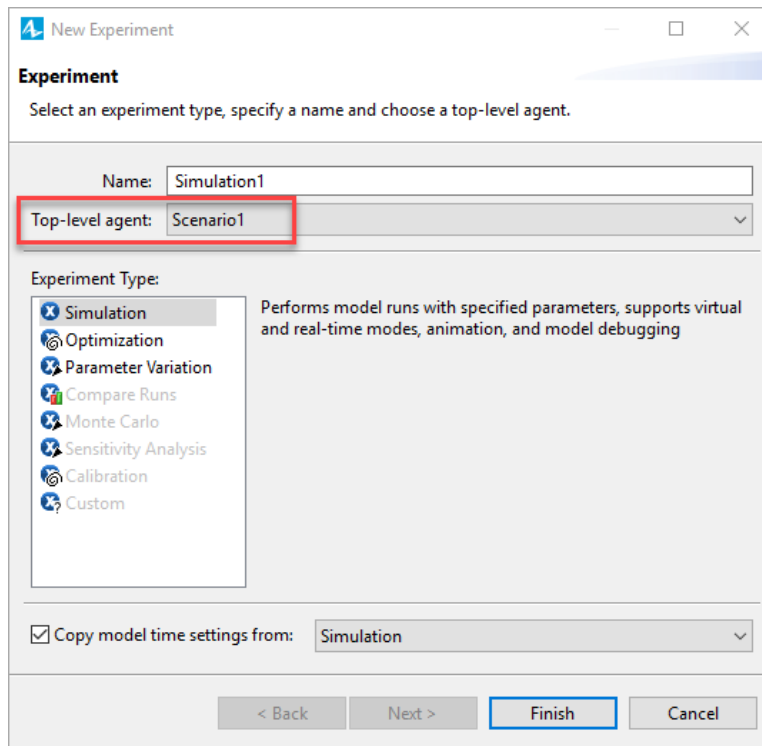 New Experiment
Experiment
Select an experiment type, specify a name and choose a top-level agent.
Name: Simulation1
Top-level agent: Scenario1
Experiment Type:
Simulation
Performs model runs with specified parameters, supports virtual
and real-time modes, animation, and model debugging
Optimization
Parameter Variation
Compare Runs
Monte Carlo
Sensitivity Analysis
Calibration
Custom
Copy model time settings from: Simulation
< Back Next > Finish Cancel